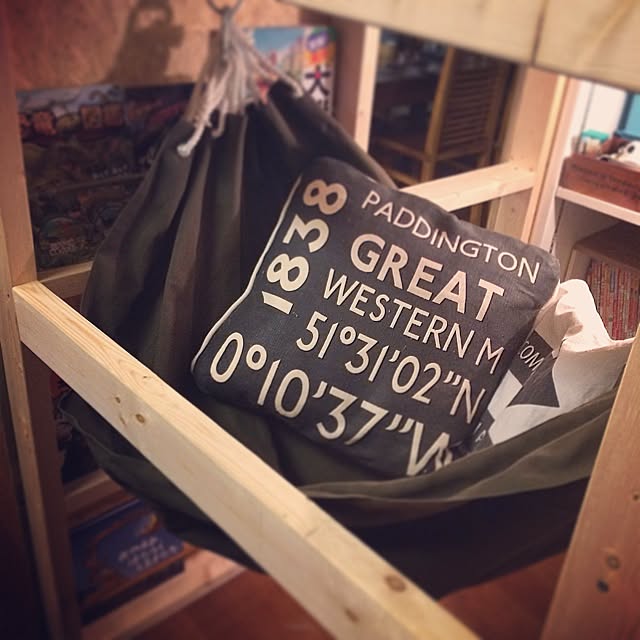 1838
PADDINGTON
GREAT
WESTERN M
51°31'02"N
0°10'37"W